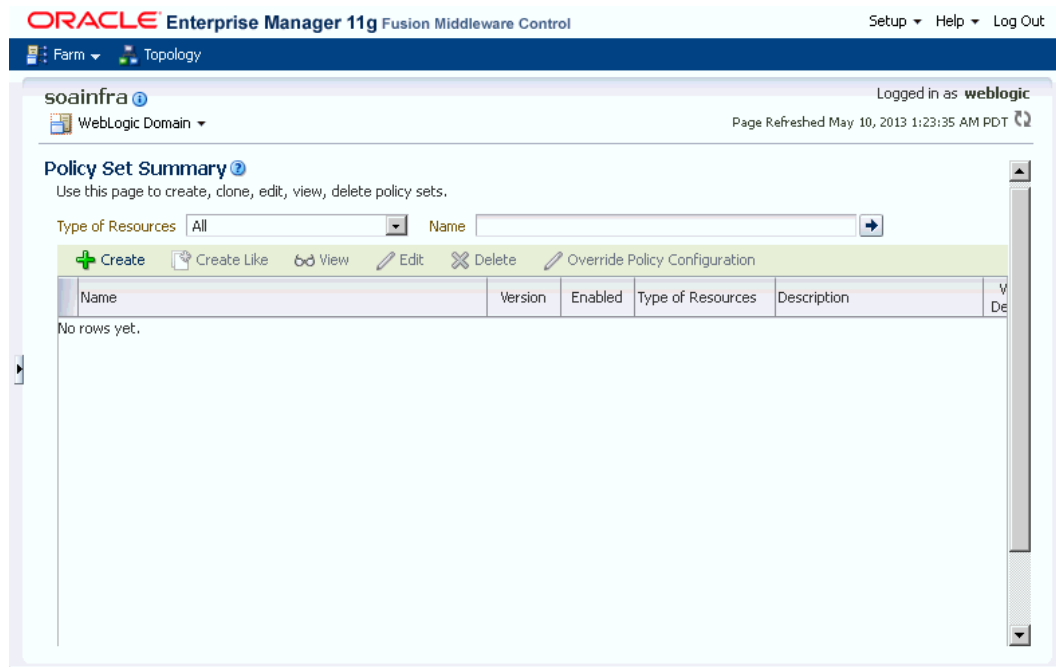 ORACLE Enterprise Manager 11g Fusion Middleware Control
Setup Help Log Out
Farm Topology
soainfra
Logged in as weblogic
WebLogic Domain
Page Refreshed May 10, 2013 1:23:35 AM PDT
Policy Set Summary
Use this page to create, clone, edit, view, delete policy sets.
Type of Resources All Name
Create Create Like View Edit Delete Override Policy Configuration
Name Version Enabled Type of Resources Description
No rows yet.